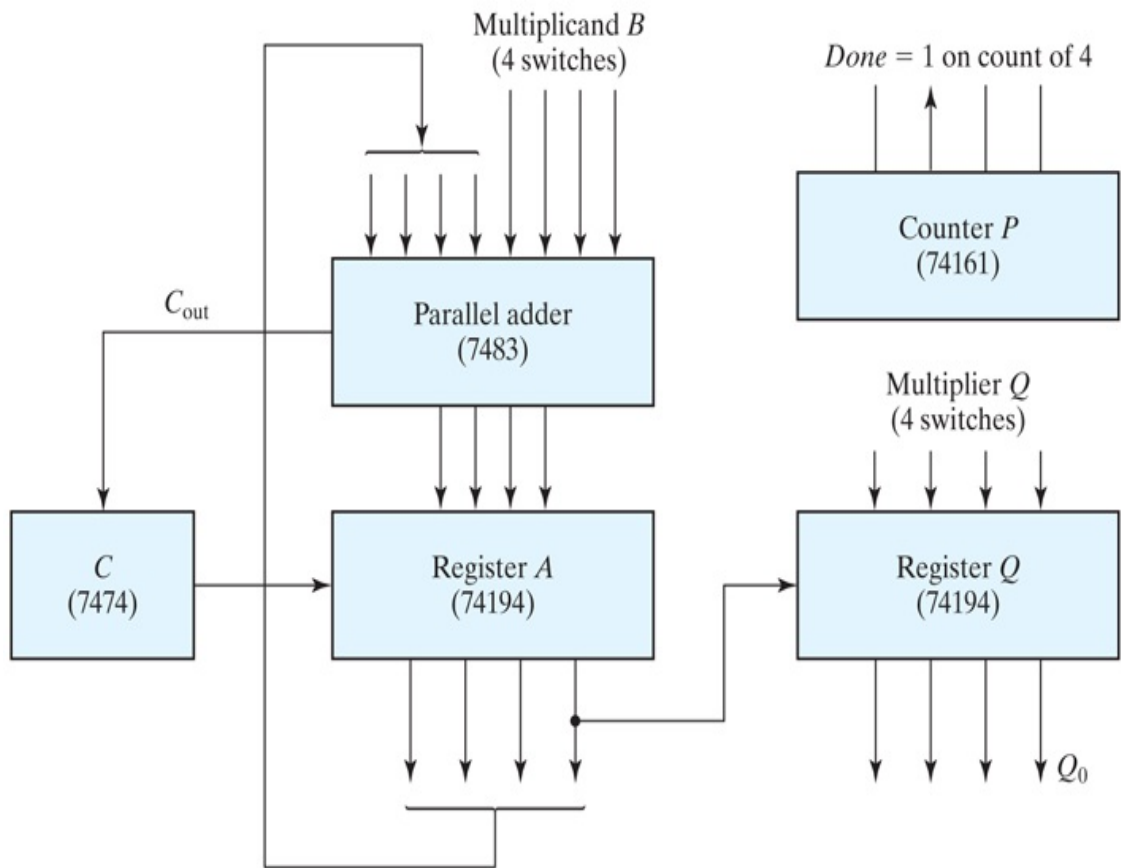 Multiplicand B
(4 switches)
Done = 1 on count of 4
Counter P
(74161)
Parallel adder
(7483)
Cout
Multiplier Q
(4 switches)
C
(7474)
Register A
(74194)
Register Q
(74194)
Q0